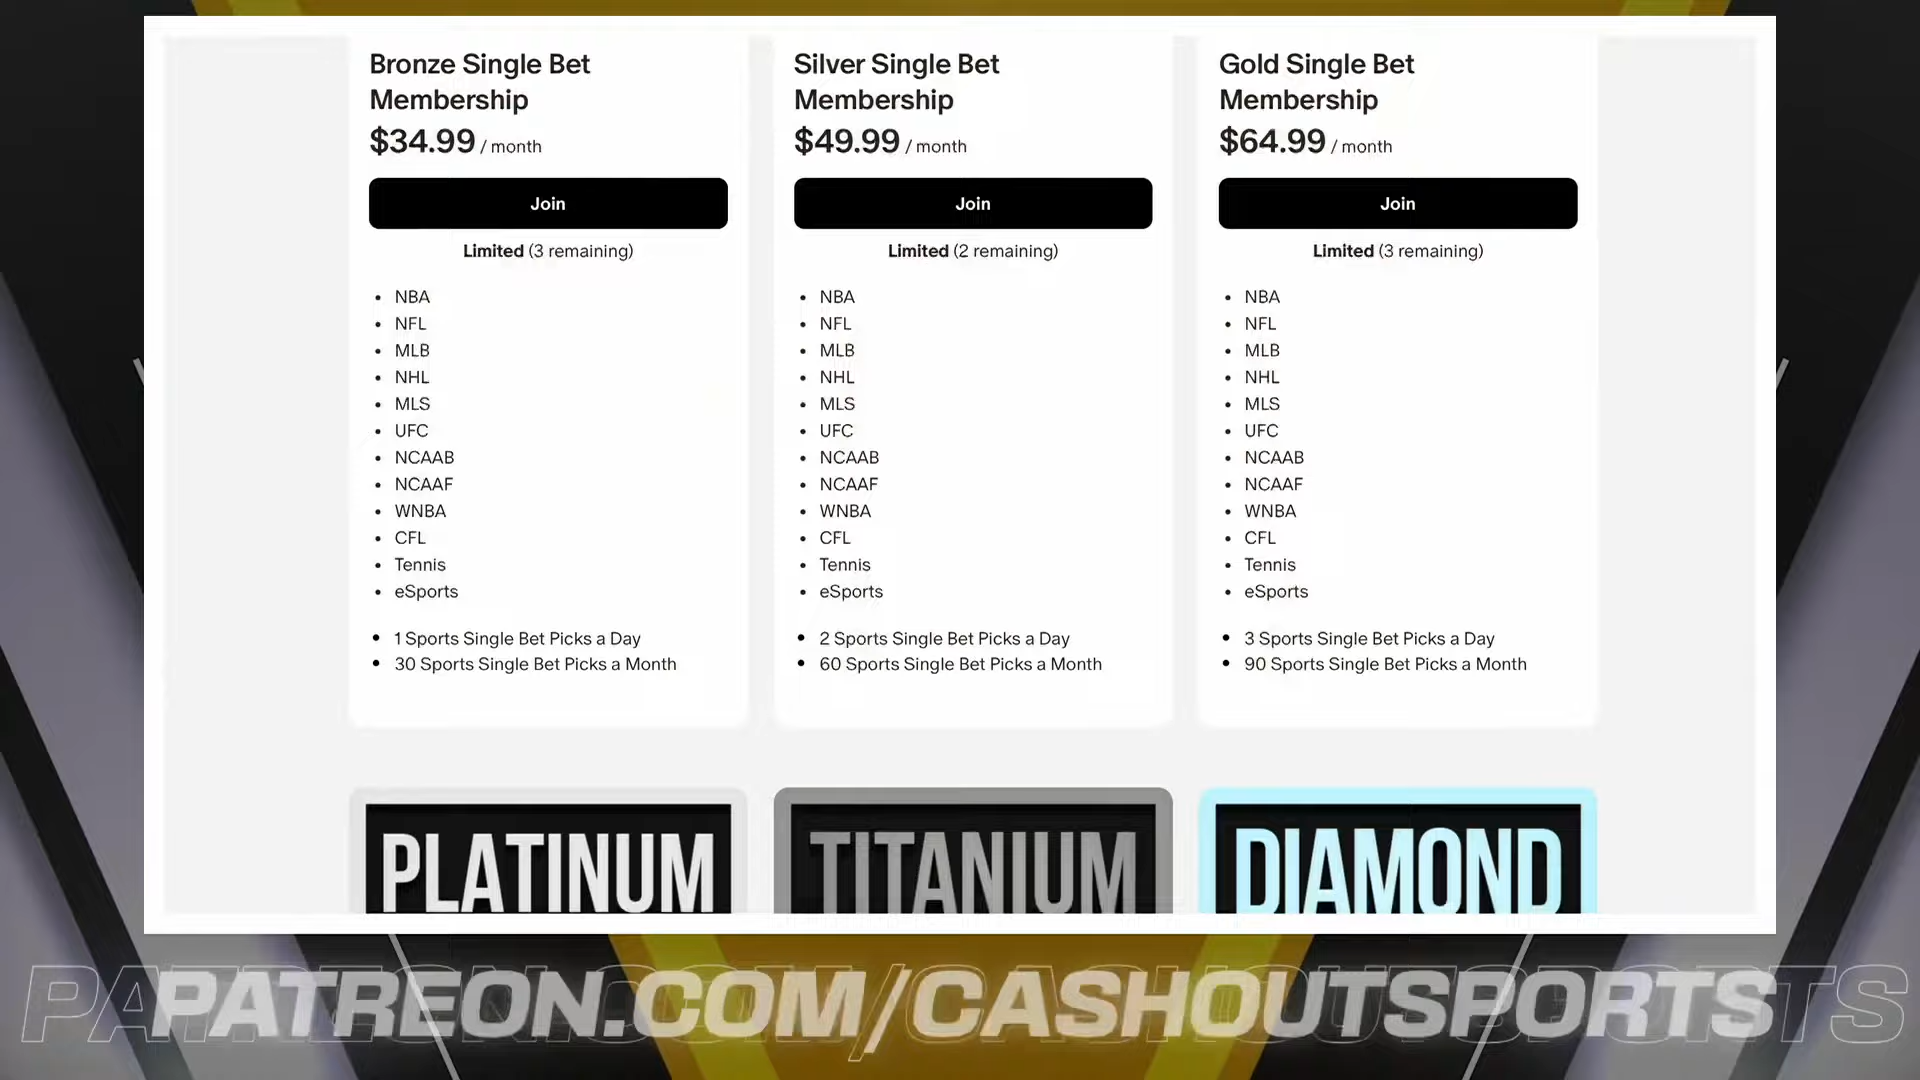 Bronze Single Bet
Membership
$34.99 / month
Join
Limited (3 remaining)
• NBA
• NFL
• MLB
• NHL
• MLS
• UFC
• NCAAB
• NCAAF
• WNBA
• CFL
• Tennis
• eSports
• 1 Sports Single Bet Picks a Day
• 30 Sports Single Bet Picks a Month
Silver Single Bet
Membership
$49.99 / month
Join
Limited (2 remaining)
• NBA
• NFL
• MLB
• NHL
• MLS
• UFC
• NCAAB
• NCAAF
• WNBA
• CFL
• Tennis
• eSports
• 2 Sports Single Bet Picks a Day
• 60 Sports Single Bet Picks a Month
Gold Single Bet
Membership
$64.99 / month
Join
Limited (3 remaining)
• NBA
• NFL
• MLB
• NHL
• MLS
• UFC
• NCAAB
• NCAAF
• WNBA
• CFL
• Tennis
• eSports
• 3 Sports Single Bet Picks a Day
• 90 Sports Single Bet Picks a Month
PLATINUM
TITANIUM
DIAMOND
PATREON.COM/CASHOUTSPORTS